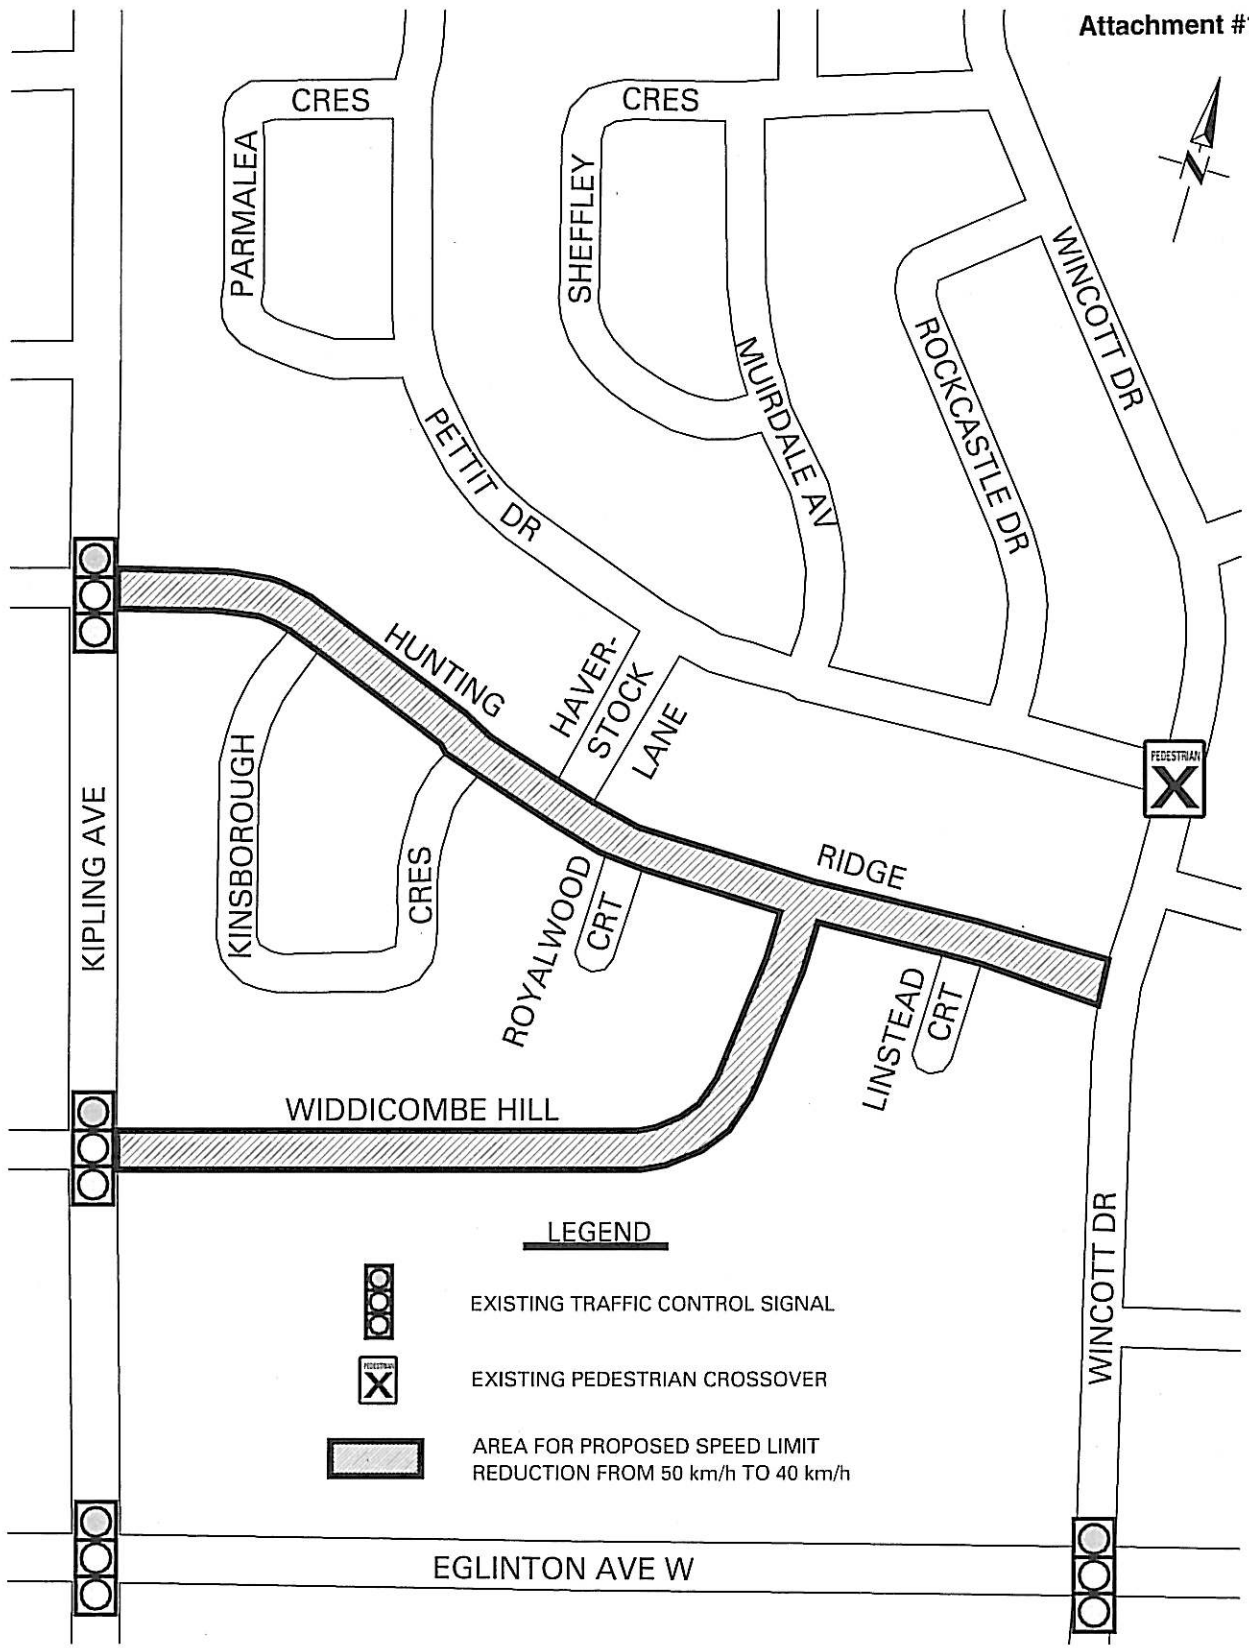 Attachment #1
CRES
CRES
PARMALEA
SHEFFLEY
N
WINCOTT DR
ROCKCASTLE DR
MUIRDALE AV
PETTIT DR
HUNTING
HAVER-
STOCK
LANE
PEDESTRIAN
X
KINSBOROUGH
CRES
KIPLING AVE
RIDGE
ROYALWOOD
CRT
LINSTEAD
CRT
WIDDICOMBE HILL
WINCOTT DR
LEGEND
EXISTING TRAFFIC CONTROL SIGNAL
PEDESTRIAN
X
EXISTING PEDESTRIAN CROSSOVER
AREA FOR PROPOSED SPEED LIMIT
REDUCTION FROM 50 km/h TO 40 km/h
EGLINTON AVE W